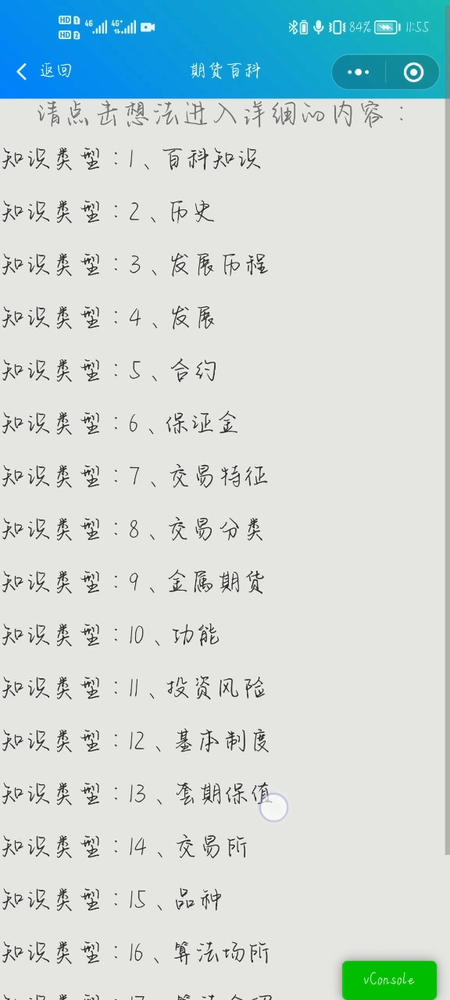 HD 1 4G 4G+ 84% 11:55
HD 2
返回 期货百科
请点击想法进入详细的内容：
知识类型：1、百科知识
知识类型：2、历史
知识类型：3、发展历程
知识类型：4、发展
知识类型：5、合约
知识类型：6、保证金
知识类型：7、交易特征
知识类型：8、交易分类
知识类型：9、金属期货
知识类型：10、功能
知识类型：11、投资风险
知识类型：12、基本制度
知识类型：13、套期保值
知识类型：14、交易所
知识类型：15、品种
知识类型：16、算法场所
vConsole